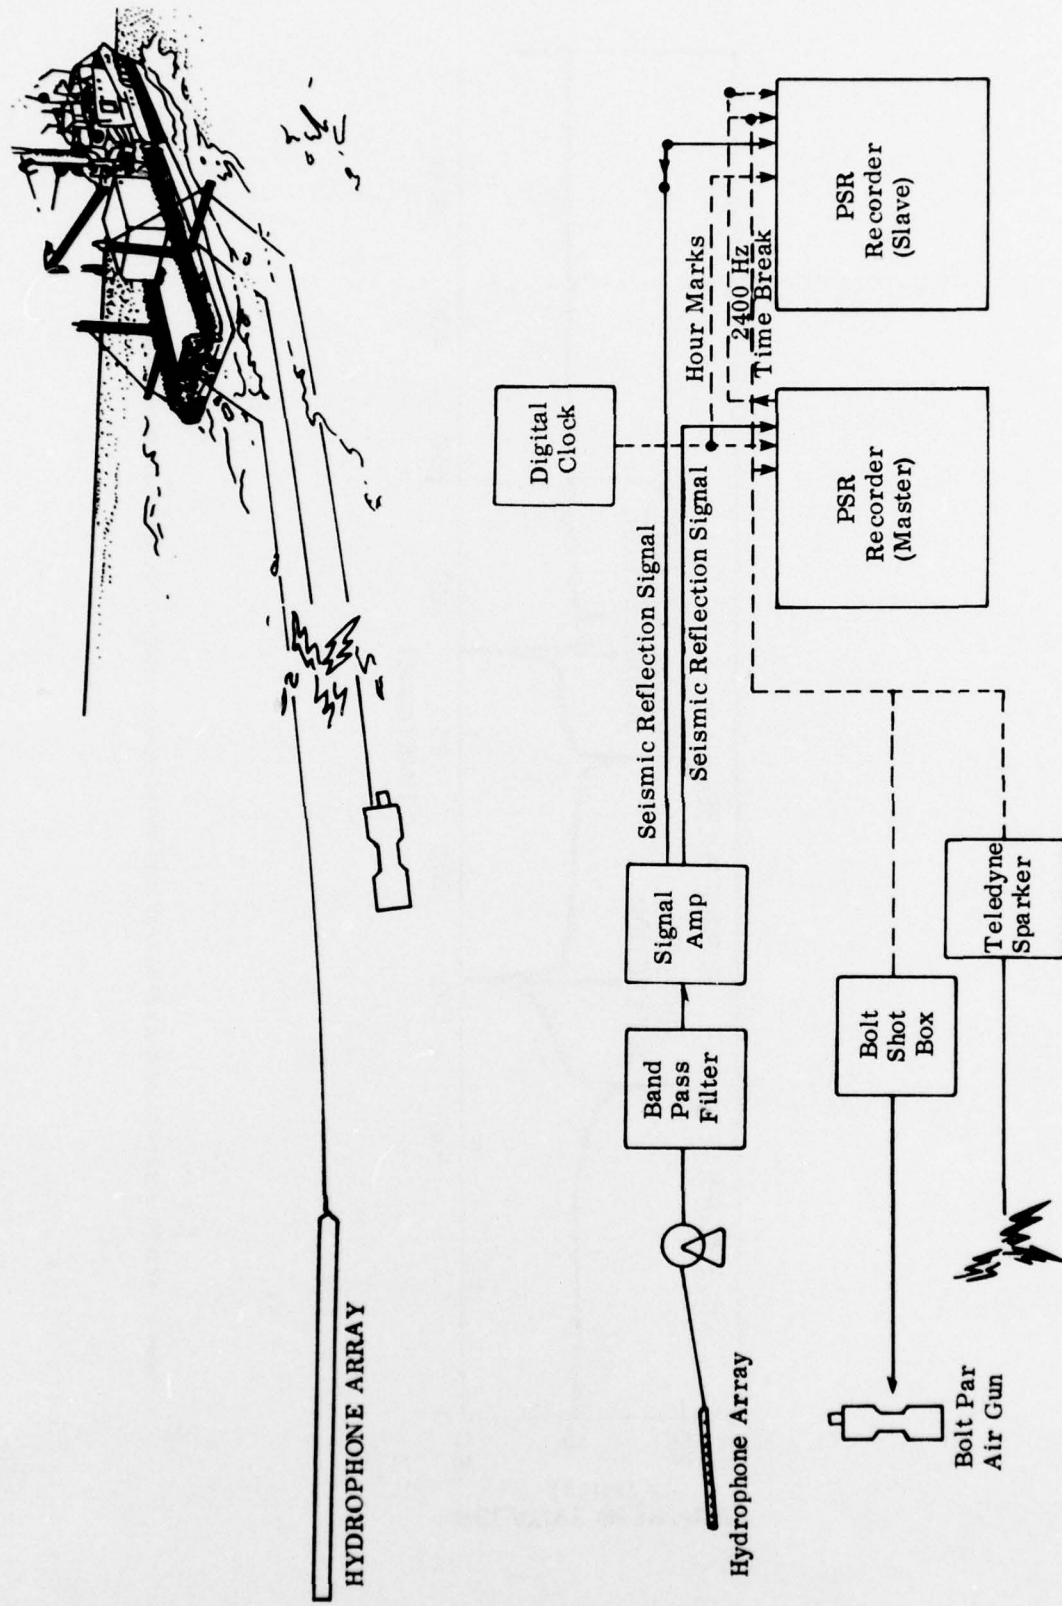 HYDROPHONE ARRAY
Hydrophone Array
Band
Pass
Filter
Signal
Amp
Seismic Reflection Signal
Seismic Reflection Signal
Digital
Clock
Hour Marks
2400 Hz
Time Break
PSR
Recorder
(Master)
PSR
Recorder
(Slave)
Bolt Par
Air Gun
Bolt
Shot
Box
Teledyne
Sparker